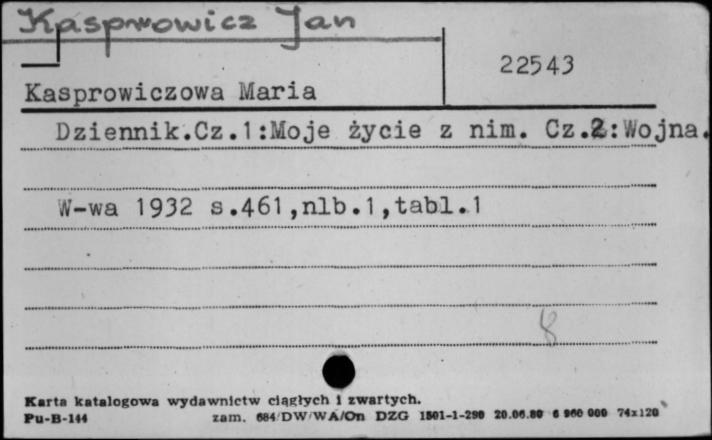 Kasprowicz Jan
22543
Kasprowiczowa Maria
Dziennik.Cz.1:Moje życie z nim. Cz.2:Wojna.
W-wa 1932 s.461,nlb.1,tabl.1
8
Karta katalogowa wydawnictw ciągłych i zwartych.
Pu-B-144 zam. 684/DW/WA/On DZG 1801-1-290 20.06.80 6 960 000 74x120